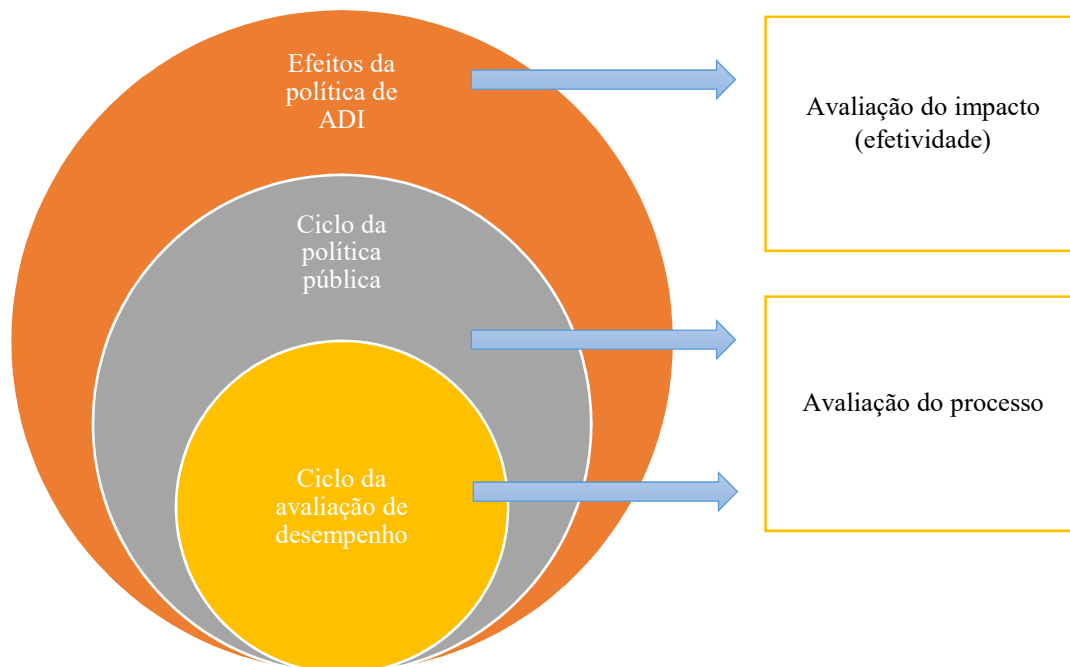 Efeitos da
política de
ADI
Avaliação do impacto
(efetividade)
Ciclo da
política
pública
Avaliação do processo
Ciclo da
avaliação de
desempenho